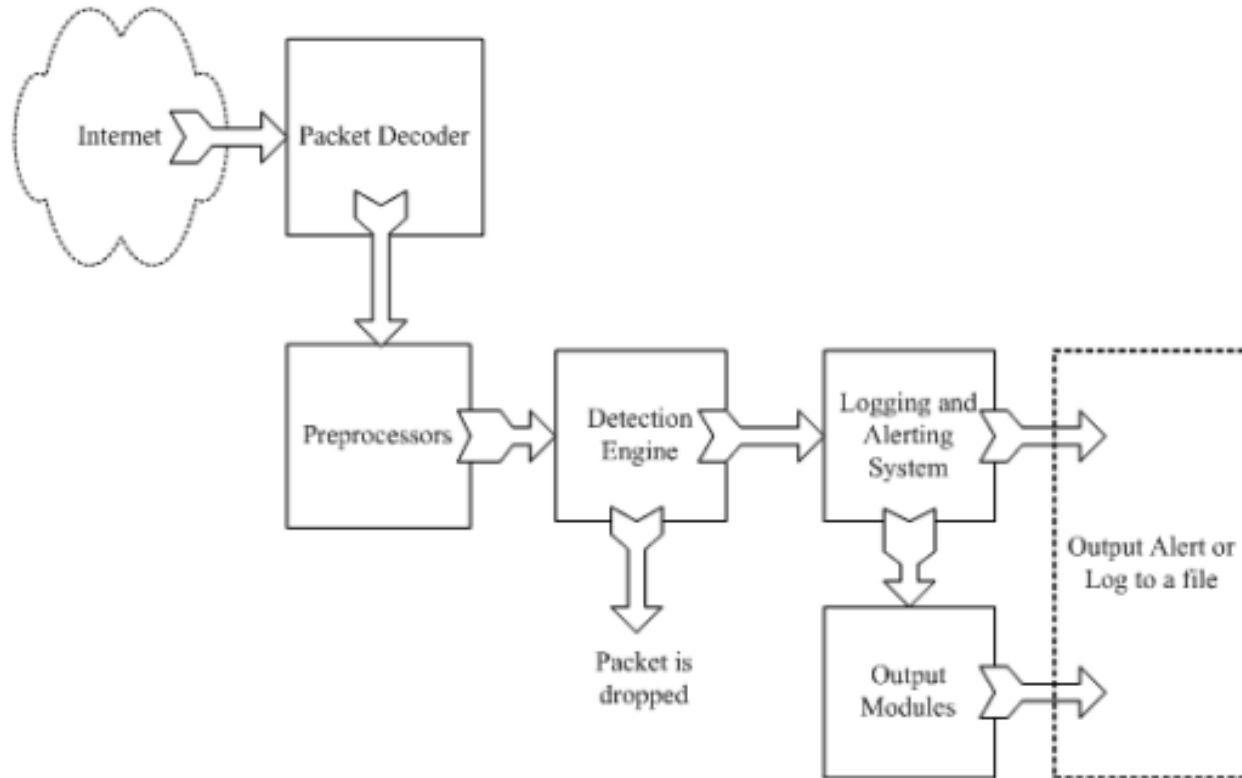 Internet
Packet Decoder
Preprocessors
Detection
Engine
Logging and
Alerting
System
Packet is
dropped
Output
Modules
Output Alert or
Log to a file